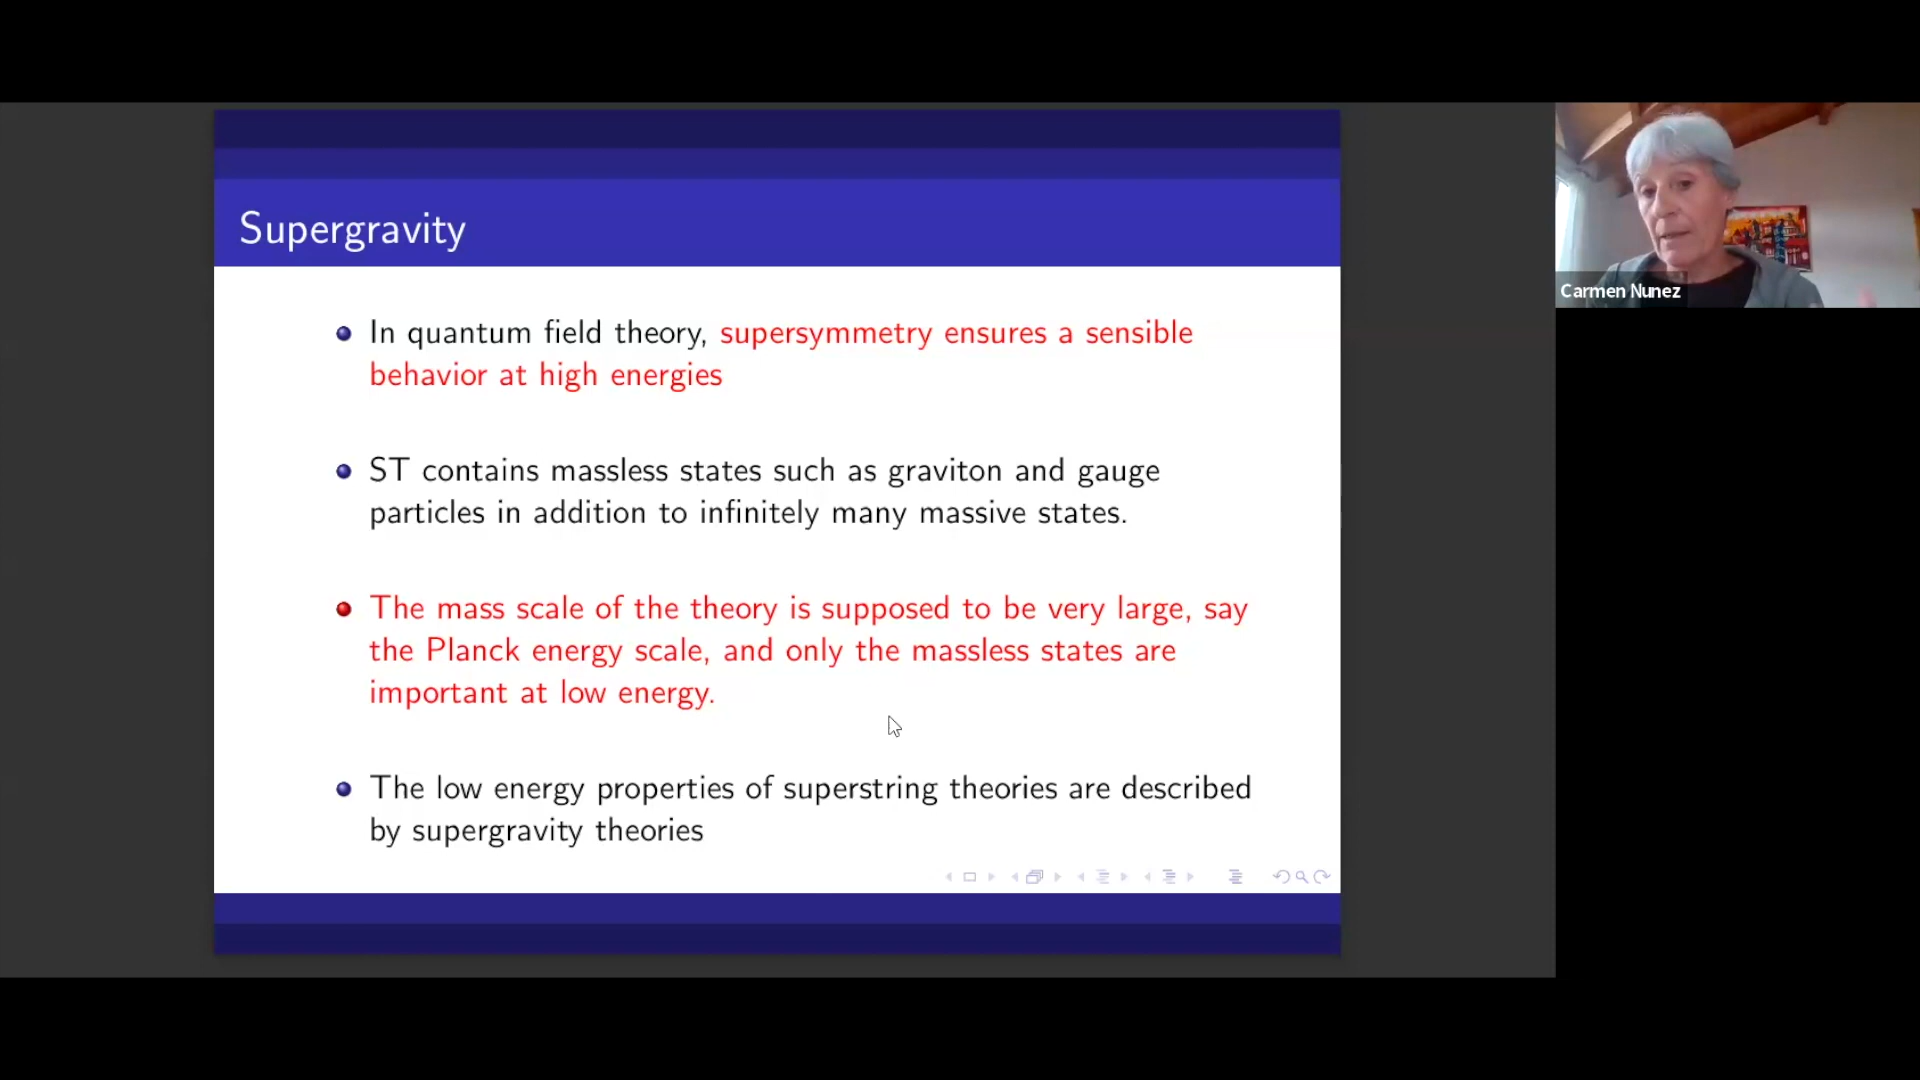 Supergravity
In quantum field theory, supersymmetry ensures a sensible
behavior at high energies
ST contains massless states such as graviton and gauge
particles in addition to infinitely many massive states.
The mass scale of the theory is supposed to be very large, say
the Planck energy scale, and only the massless states are
important at low energy.
The low energy properties of superstring theories are described
by supergravity theories
Carmen Nunez